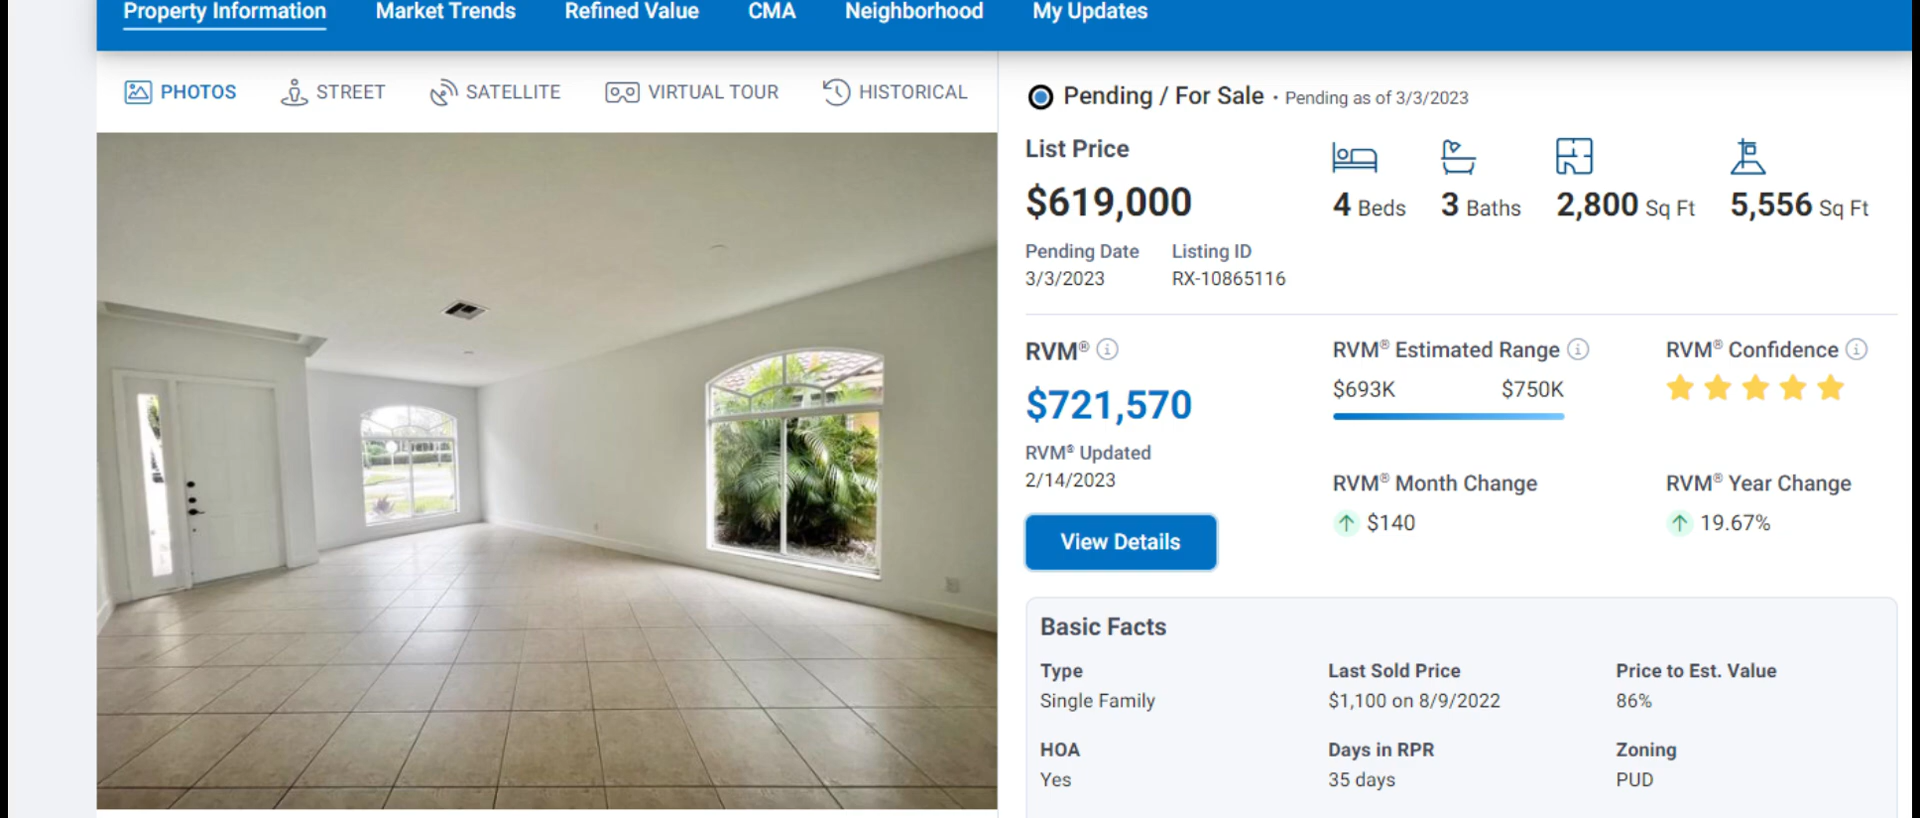 Property Information Market Trends Refined Value CMA Neighborhood My Updates
PHOTOS STREET SATELLITE VIRTUAL TOUR HISTORICAL
Pending / For Sale · Pending as of 3/3/2023
List Price
$619,000
4 Beds 3 Baths 2,800 Sq Ft 5,556 Sq Ft
Pending Date Listing ID
3/3/2023 RX-10865116
RVM® RVM® Estimated Range RVM® Confidence
$693K $750K
$721,570
RVM® Updated
2/14/2023
RVM® Month Change RVM® Year Change
$140 19.67%
View Details
Basic Facts
Type Last Sold Price Price to Est. Value
Single Family $1,100 on 8/9/2022 86%
HOA Days in RPR Zoning
Yes 35 days PUD